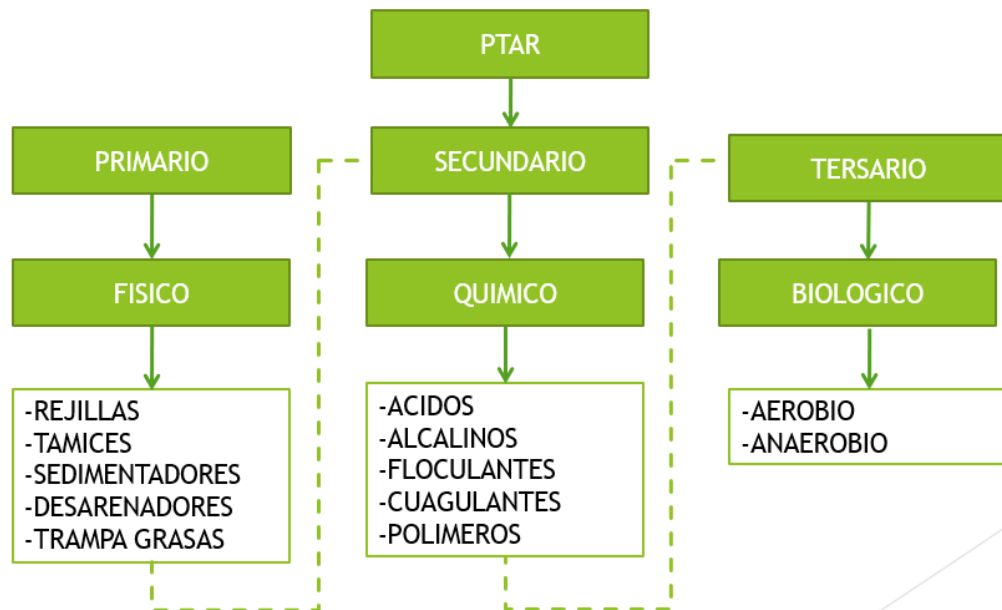 PTAR
PRIMARIO
SECUNDARIO
TERSARIO
FISICO
QUIMICO
BIOLOGICO
-REJILLAS
-TAMICES
-SEDIMENTADORES
-DESARENADORES
-TRAMPA GRASAS
-ACIDOS
-ALCALINOS
-FLOCULANTES
-CUAGULANTES
-POLIMEROS
-AEROBIO
-ANAEROBIO